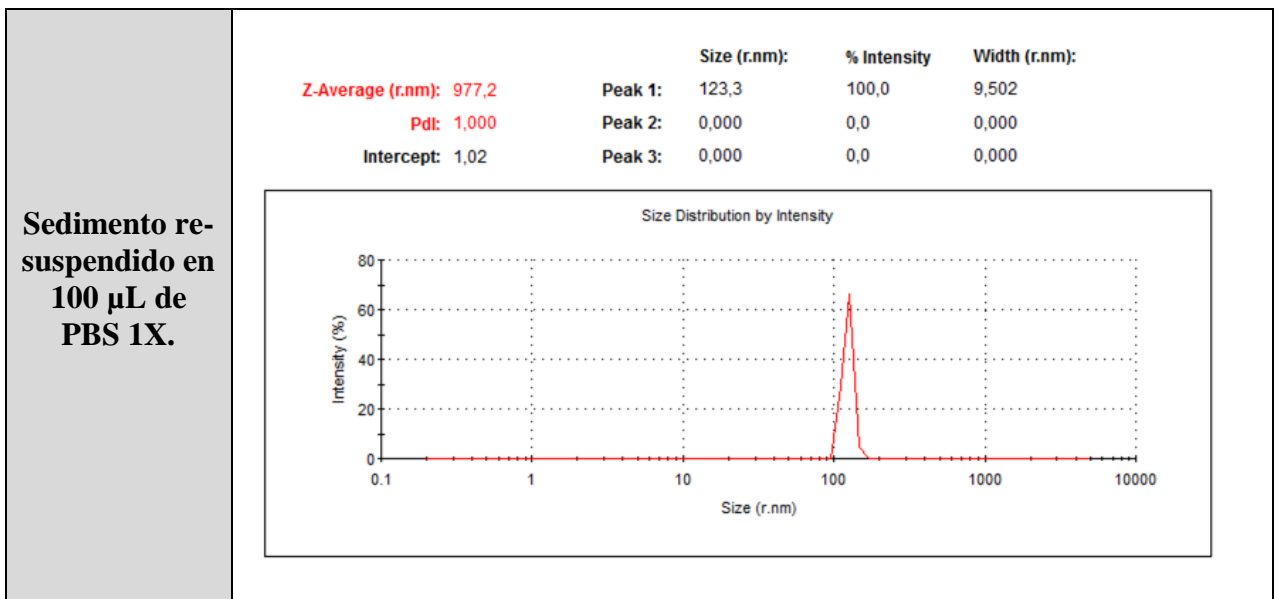 Sedimento re-
suspendido en
100 µL de
PBS 1X.
Size (r.nm): % Intensity Width (r.nm):
Z-Average (r.nm): 977,2 Peak 1: 123,3 100,0 9,502
PdI: 1,000 Peak 2: 0,000 0,0 0,000
Intercept: 1,02 Peak 3: 0,000 0,0 0,000
Size Distribution by Intensity
Intensity (%)
80
60
40
20
0
0.1 1 10 100 1000 10000
Size (r.nm)